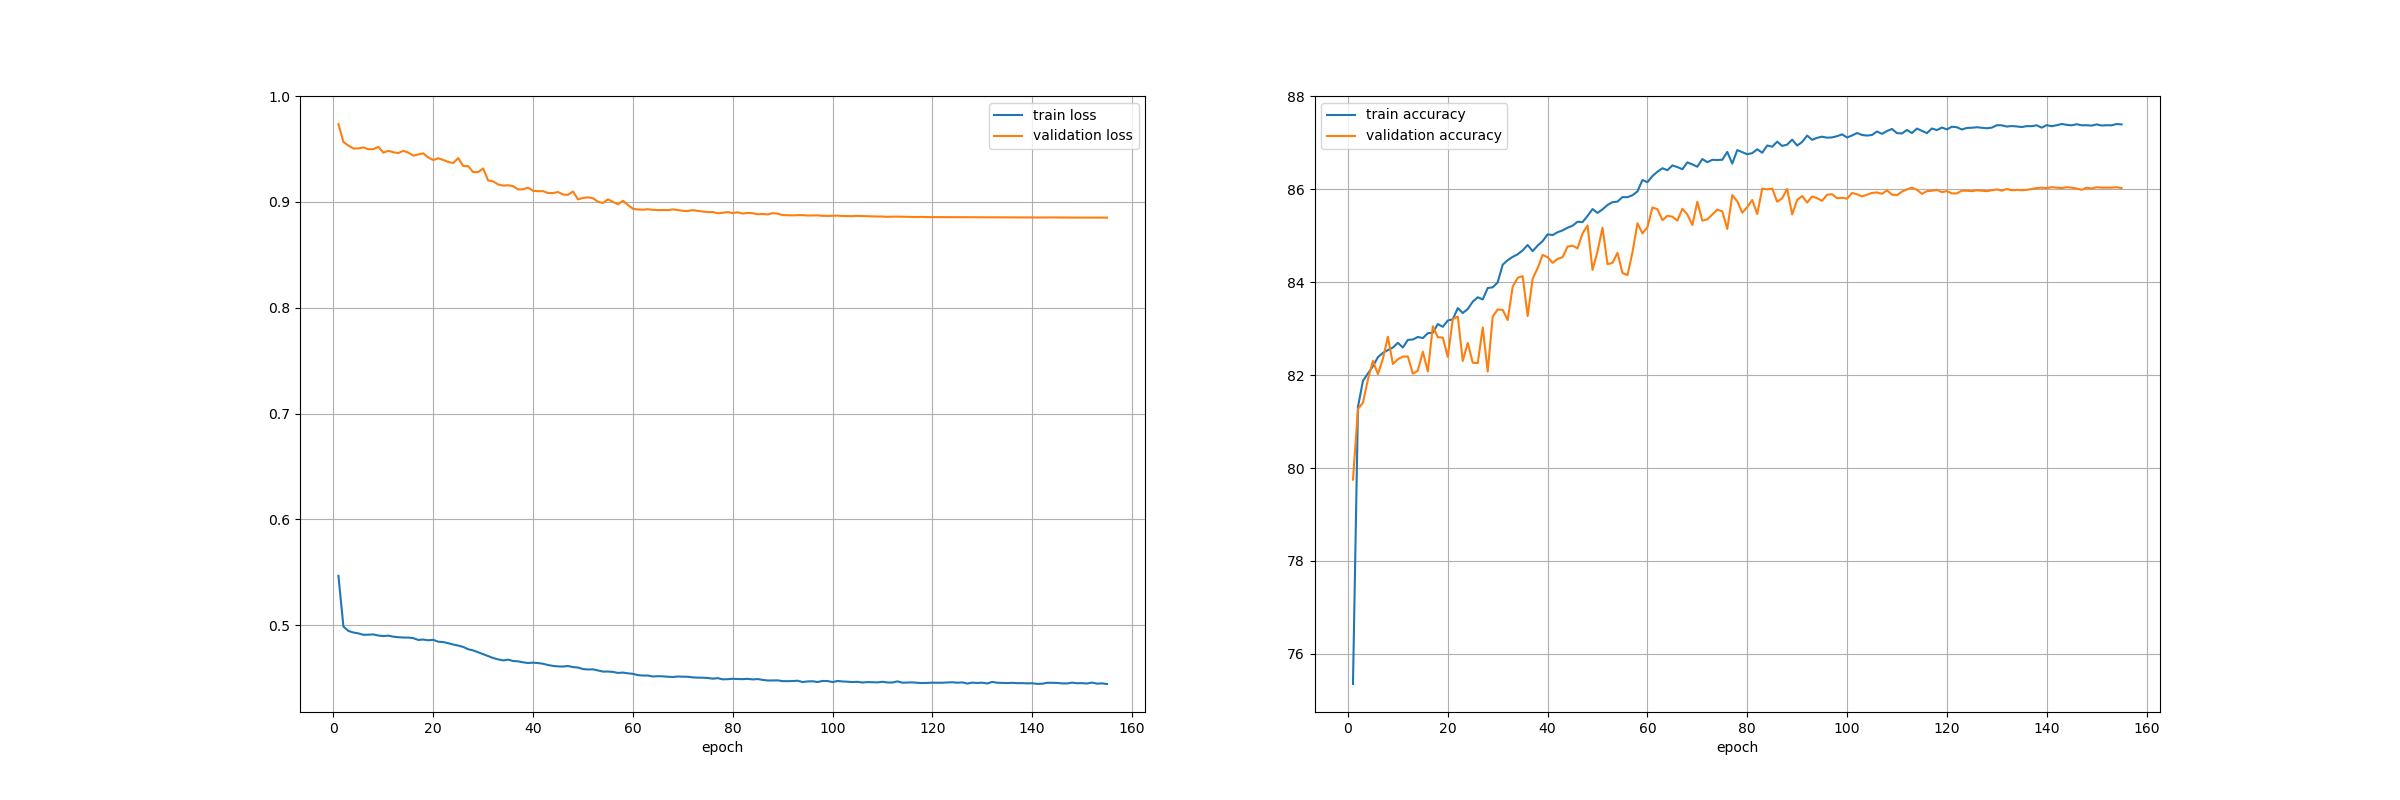 train loss
validation loss
1.0
0.9
0.8
0.7
0.6
0.5
0 20 40 60 80 100 120 140 160
epoch
train accuracy
validation accuracy
88
86
84
82
80
78
76
0 20 40 60 80 100 120 140 160
epoch